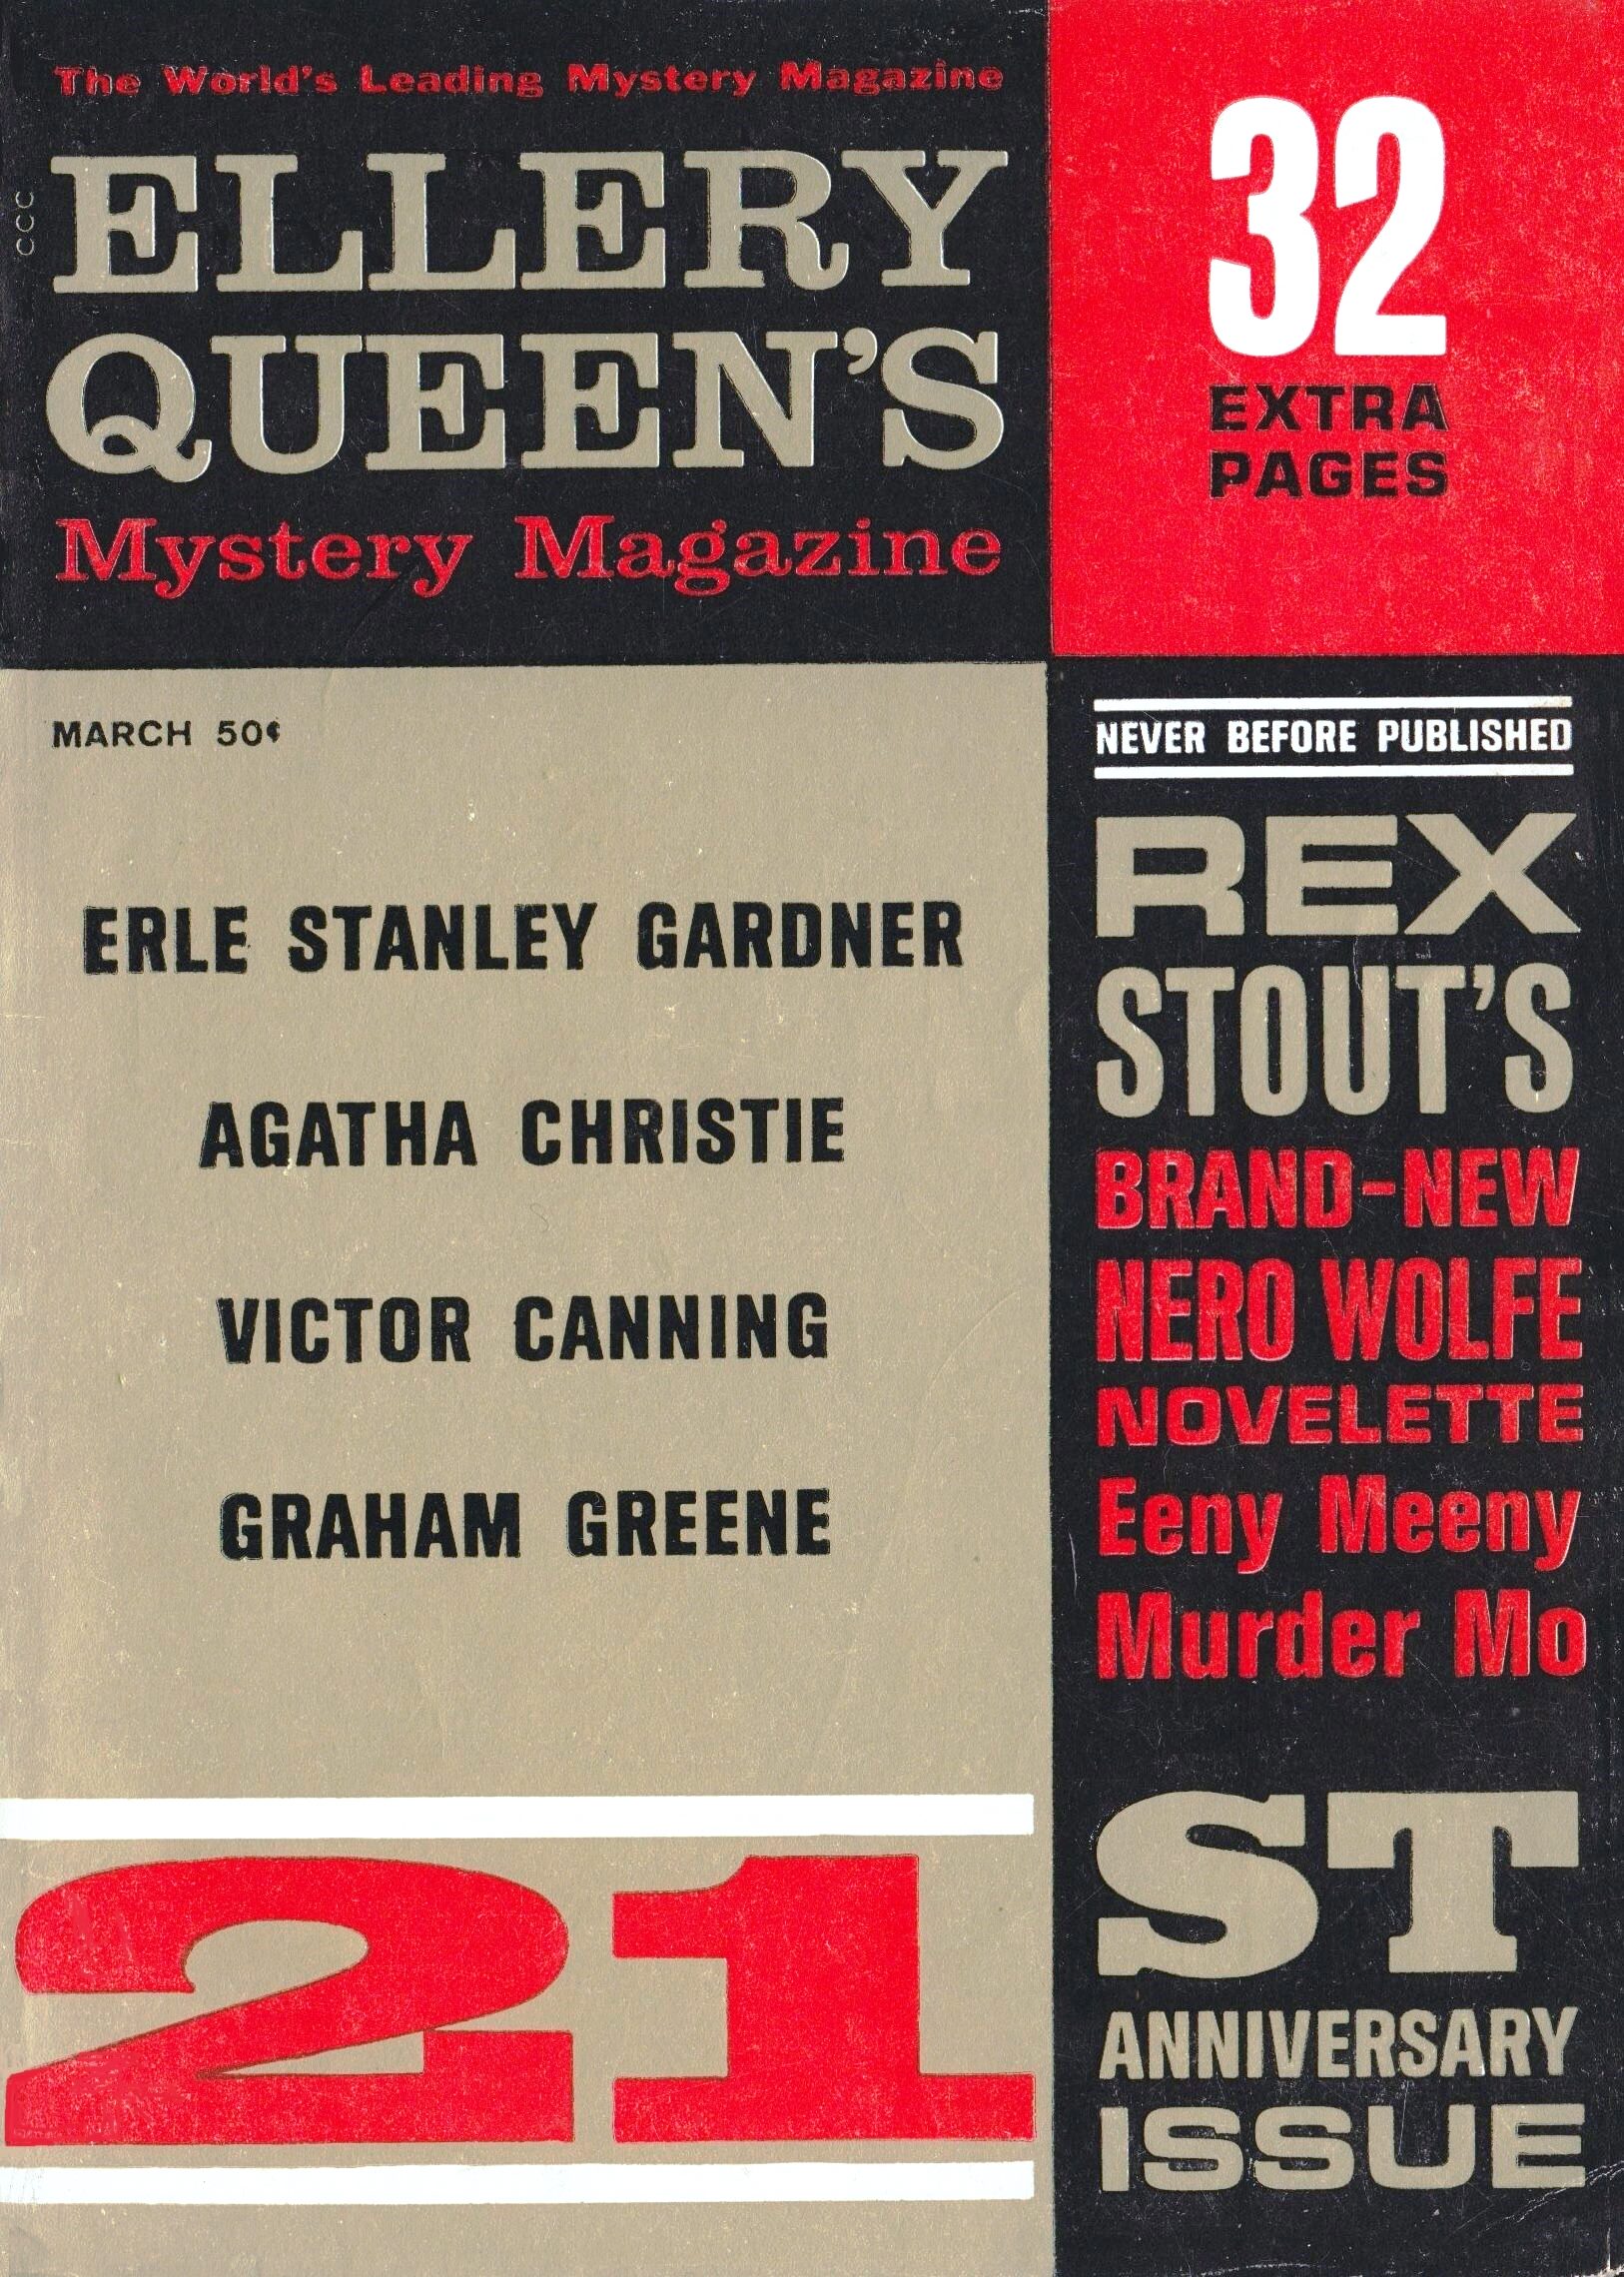 The World's Leading Mystery Magazine
CCC
ELLERY
QUEEN'S
Mystery Magazine
32
EXTRA
PAGES
MARCH 50¢
ERLE STANLEY GARDNER
AGATHA CHRISTIE
VICTOR CANNING
GRAHAM GREENE
NEVER BEFORE PUBLISHED
REX
STOUT'S
BRAND-NEW
NERO WOLFE
NOVELETTE
Eeny Meeny
Murder Mo
21ST
ANNIVERSARY
ISSUE